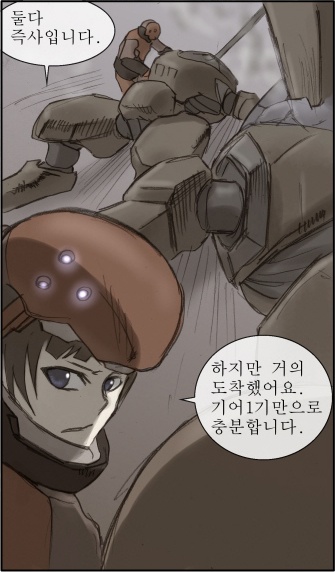 둘다
즉사입니다.
하지만 거의
도착했어요.
기어1기만으로
충분합니다.